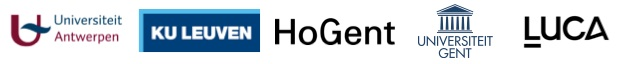 Universiteit
Antwerpen
KU LEUVEN
HoGent
UNIVERSITEIT
GENT
LUCA